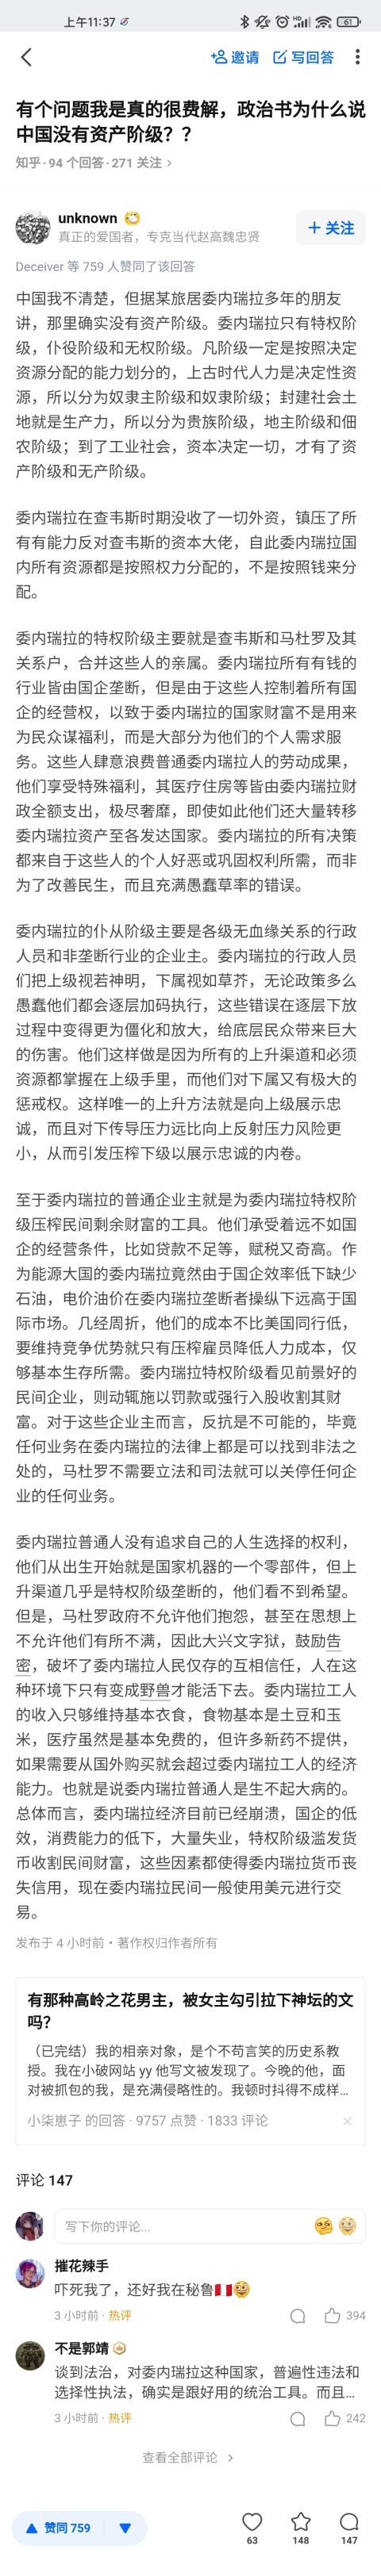 上午11:37
61
邀请 写回答
有个问题我是真的很费解，政治书为什么说
中国没有资产阶级？？
知乎·94 个回答·271 关注 >
unknown
真正的爱国者，专克当代赵高魏忠贤
+ 关注
Deceiver 等 759 人赞同了该回答
中国我不清楚，但据某旅居委内瑞拉多年的朋友
讲，那里确实没有资产阶级。委内瑞拉只有特权阶
级，仆役阶级和无权阶级。凡阶级一定是按照决定
资源分配的能力划分的，上古时代人力是决定性资
源，所以分为奴隶主阶级和奴隶阶级；封建社会土
地就是生产力，所以分为贵族阶级，地主阶级和佃
农阶级；到了工业社会，资本决定一切，才有了资
产阶级和无产阶级。
委内瑞拉在查韦斯时期没收了一切外资，镇压了所
有有能力反对查韦斯的资本大佬，自此委内瑞拉国
内所有资源都是按照权力分配的，不是按照钱来分
配。
委内瑞拉的特权阶级主要就是查韦斯和马杜罗及其
关系户，合并这些人的亲属。委内瑞拉所有有钱的
行业皆由国企垄断，但是由于这些人控制着所有国
企的经营权，以致于委内瑞拉的国家财富不是用来
为民众谋福利，而是大部分为他们的个人需求服
务。这些人肆意浪费普通委内瑞拉人的劳动成果，
他们享受特殊福利，其医疗住房等皆由委内瑞拉财
政全额支出，极尽奢靡，即使如此他们还大量转移
委内瑞拉资产至各发达国家。委内瑞拉的所有决策
都来自于这些人的个人好恶或巩固权利所需，而非
为了改善民生，而且充满愚蠢草率的错误。
委内瑞拉的仆从阶级主要是各级无血缘关系的行政
人员和非垄断行业的企业主。委内瑞拉的行政人员
们把上级视若神明，下属视如草芥，无论政策多么
愚蠢他们都会逐层加码执行，这些错误在逐层下放
过程中变得更为僵化和放大，给底层民众带来巨大
的伤害。他们这样做是因为所有的上升渠道和必须
资源都掌握在上级手里，而他们对下属又有极大的
惩戒权。这样唯一的上升方法就是向上级展示忠
诚，而且对下传导压力远比向上反射压力风险更
小，从而引发压榨下级以展示忠诚的内卷。
至于委内瑞拉的普通企业主就是为委内瑞拉特权阶
级压榨民间剩余财富的工具。他们承受着远不如国
企的经营条件，比如贷款不足等，赋税又奇高。作
为能源大国的委内瑞拉竟然由于国企效率低下缺少
石油，电价油价在委内瑞拉垄断者操纵下远高于国
际市场。几经周折，他们的成本不比美国同行低，
要维持竞争优势就只有压榨雇员降低人力成本，仅
够基本生存所需。委内瑞拉特权阶级看见前景好的
民间企业，则动辄施以罚款或强行入股收割其财
富。对于这些企业主而言，反抗是不可能的，毕竟
任何业务在委内瑞拉的法律上都是可以找到非法之
处的，马杜罗不需要立法和司法就可以关停任何企
业的任何业务。
委内瑞拉普通人没有追求自己的人生选择的权利，
他们从出生开始就是国家机器的一个零部件，但上
升渠道几乎是特权阶级垄断的，他们看不到希望。
但是，马杜罗政府不允许他们抱怨，甚至在思想上
不允许他们有所不满，因此大兴文字狱，鼓励告
密，破坏了委内瑞拉人民仅存的互相信任，人在这
种环境下只有变成野兽才能活下去。委内瑞拉工人
的收入只够维持基本衣食，食物基本是土豆和玉
米，医疗虽然是基本免费的，但许多新药不提供，
如果需要从国外购买就会超过委内瑞拉工人的经济
能力。也就是说委内瑞拉普通人是生不起大病的。
总体而言，委内瑞拉经济目前已经崩溃，国企的低
效，消费能力的低下，大量失业，特权阶级滥发货
币收割民间财富，这些因素都使得委内瑞拉货币丧
失信用，现在委内瑞拉民间一般使用美元进行交
易。
发布于 4 小时前·著作权归作者所有
有那种高岭之花男主，被女主勾引拉下神坛的文
吗？
（已完结）我的相亲对象，是个不苟言笑的历史系教
授。我在小破网站 yy 他写文被发现了。今晚的他，面
对被抓包的我，是充满侵略性的。我顿时抖得不成样...
小柒崽子 的回答·9757 点赞·1833 评论
评论 147
写下你的评论...
摧花辣手
吓死我了，还好我在秘鲁🇵🇪
3 小时前·热评
394
不是郭靖
谈到法治，对委内瑞拉这种国家，普遍性违法和
选择性执法，确实是跟好用的统治工具。而且...
3 小时前·热评
242
查看全部评论 >
赞同 759
63
148
147